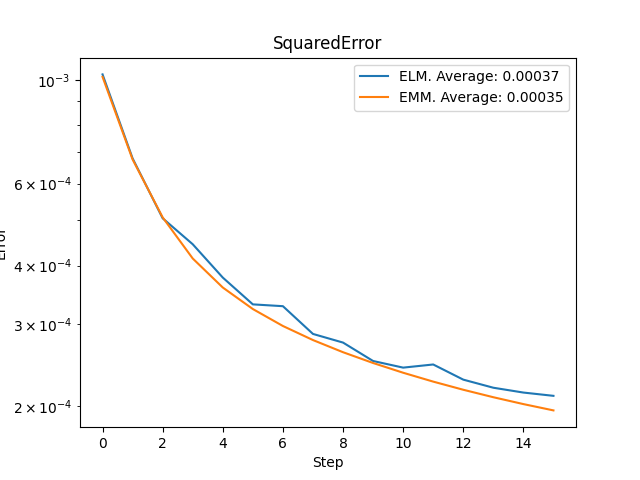 SquaredError
ELM. Average: 0.00037
EMM. Average: 0.00035
10⁻³
6 × 10⁻⁴
4 × 10⁻⁴
3 × 10⁻⁴
2 × 10⁻⁴
Error
0 2 4 6 8 10 12 14
Step